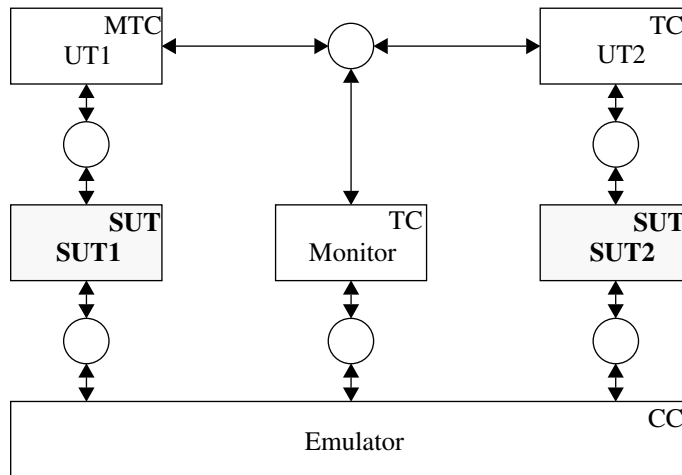 MTC
UT1
TC
UT2
SUT
SUT1
TC
Monitor
SUT
SUT2
CC
Emulator